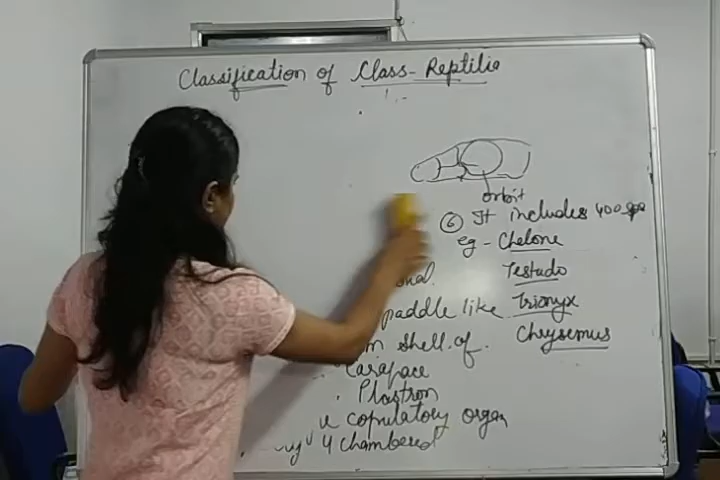 Classification of Class- Reptilia
orbit
⑥ It includes 400 spp
eg - Chelone
Testudo
paddle like Trionyx
shell of. Chrysemus
Carapace
. Plastron
copulatory organ
4 chambered